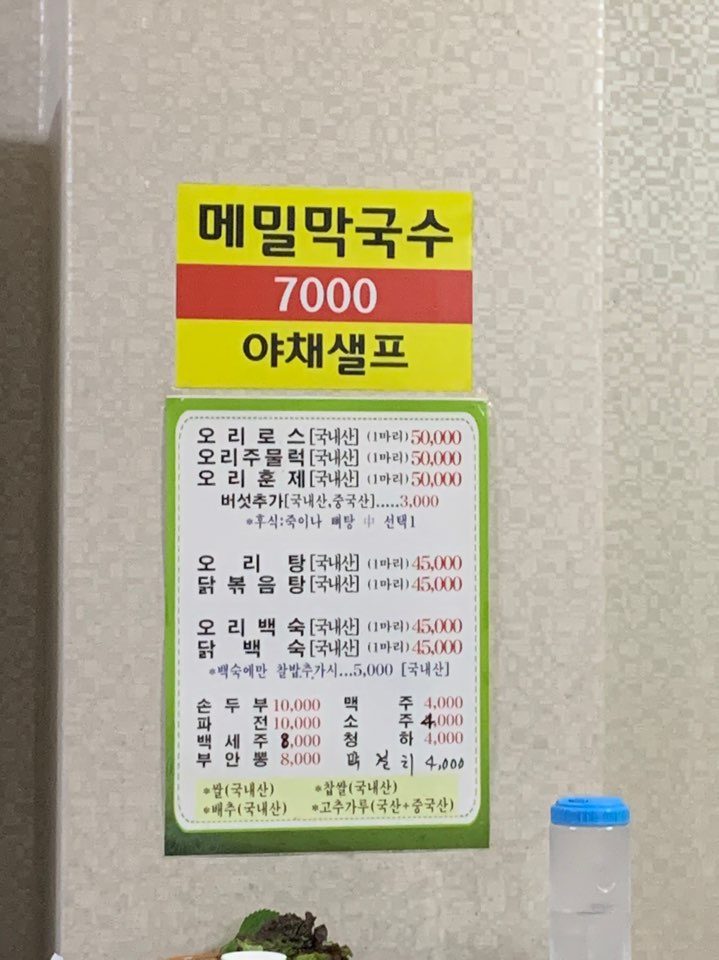 메밀막국수
7000
야채샐프
오리로스[국내산] (1마리) 50,000
오리주물럭[국내산] (1마리) 50,000
오리훈제[국내산] (1마리) 50,000
버섯추가[국내산,중국산].....3,000
*후식:죽이나 뼈탕 中 선택1
오리탕[국내산] (1마리) 45,000
닭볶음탕[국내산] (1마리) 45,000
오리백숙[국내산] (1마리) 45,000
닭백숙[국내산] (1마리) 45,000
*백숙에만 찰밥추가시...5,000 [국내산]
손두부 10,000 맥주 4,000
파전 10,000 소주 4,000
백세주 8,000 청하 4,000
부안뽕 8,000 막걸리 4,000
*쌀(국내산) *찹쌀(국내산)
*배추(국내산) *고추가루(국산+중국산)